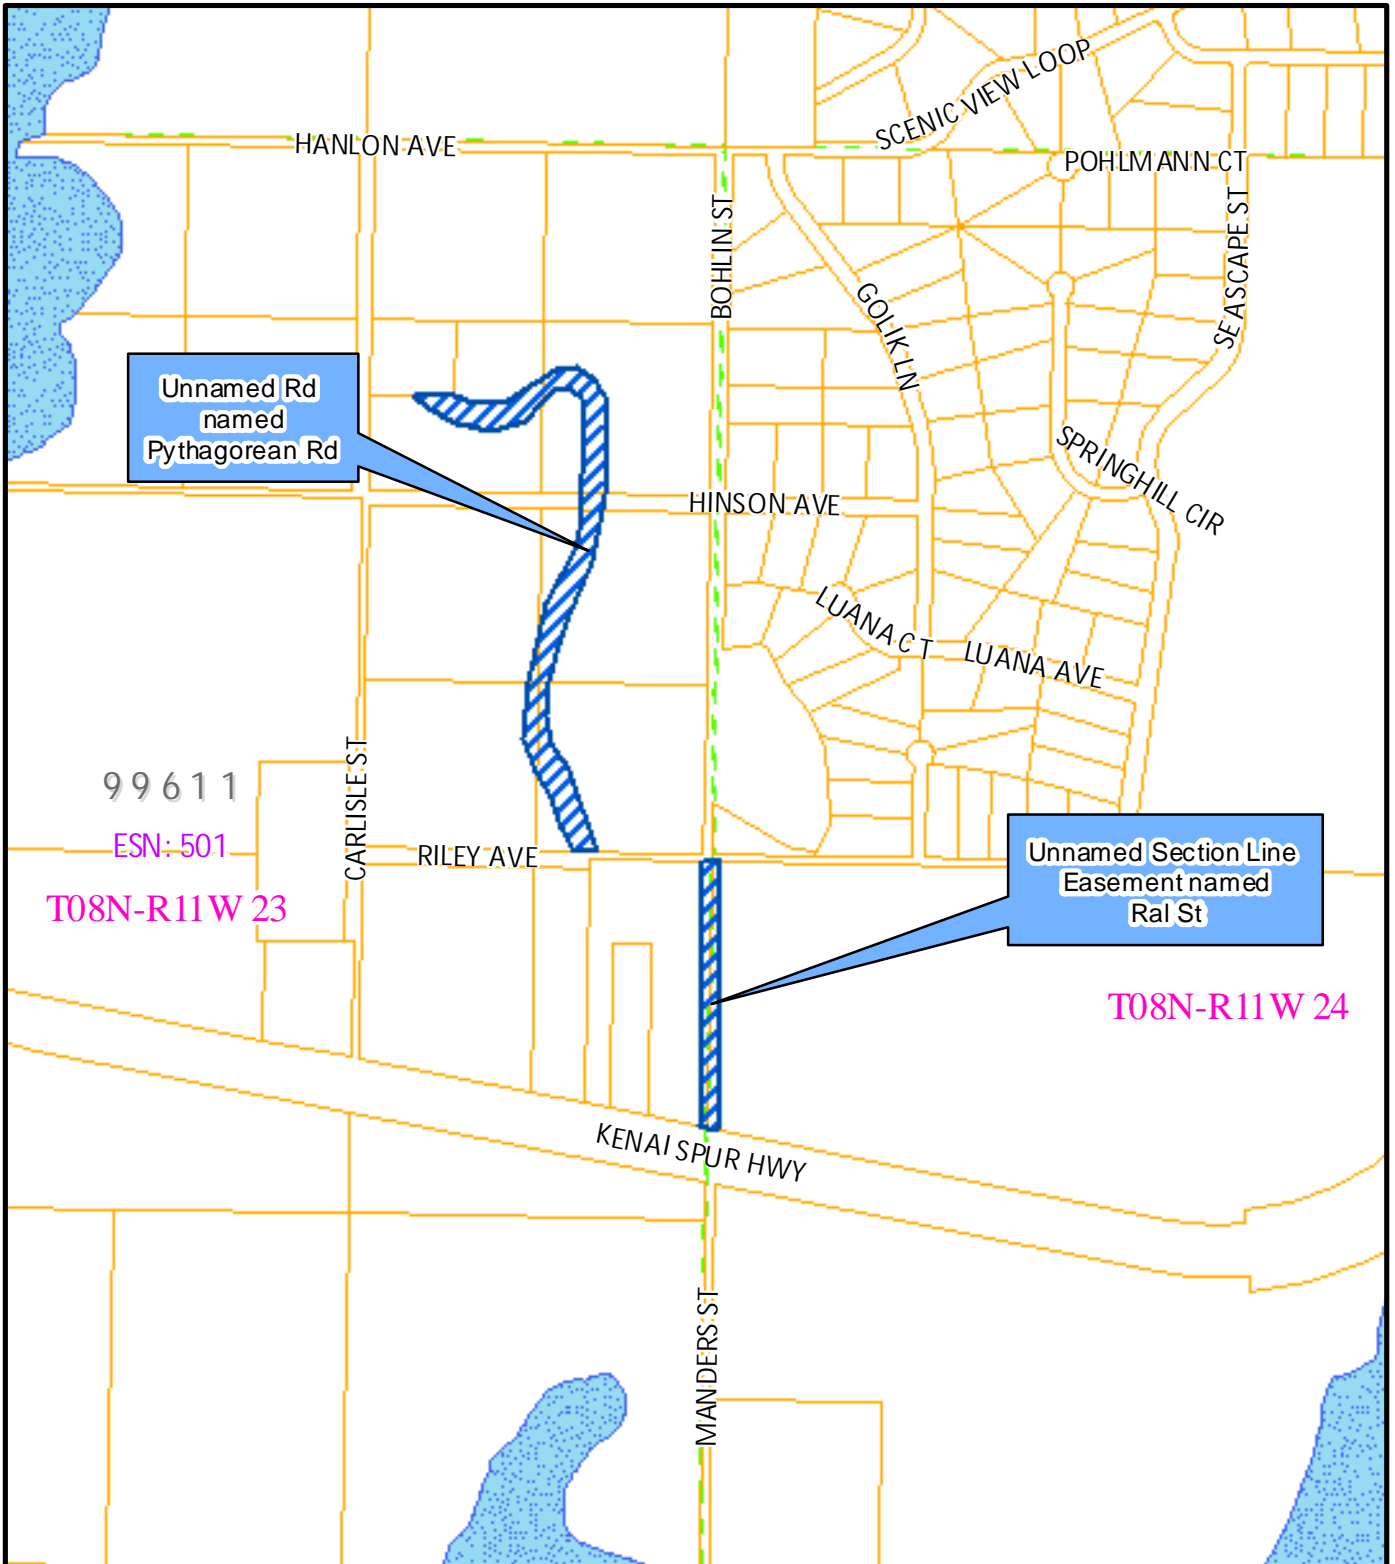 SCENIC VIEW LOOP
HANLON AVE
POHLMANN CT
BOHLIN ST
SEASCAPE ST
GOLIK LN
Unnamed Rd
named
Pythagorean Rd
SPRINGHILL CIR
HINSON AVE
LUANA CT
LUANA AVE
CARLISLE ST
99611
ESN: 501
RILEY AVE
Unnamed Section Line
Easement named
Ral St
T08N-R11W 23
T08N-R11W 24
KENAI SPUR HWY
MANDERS ST